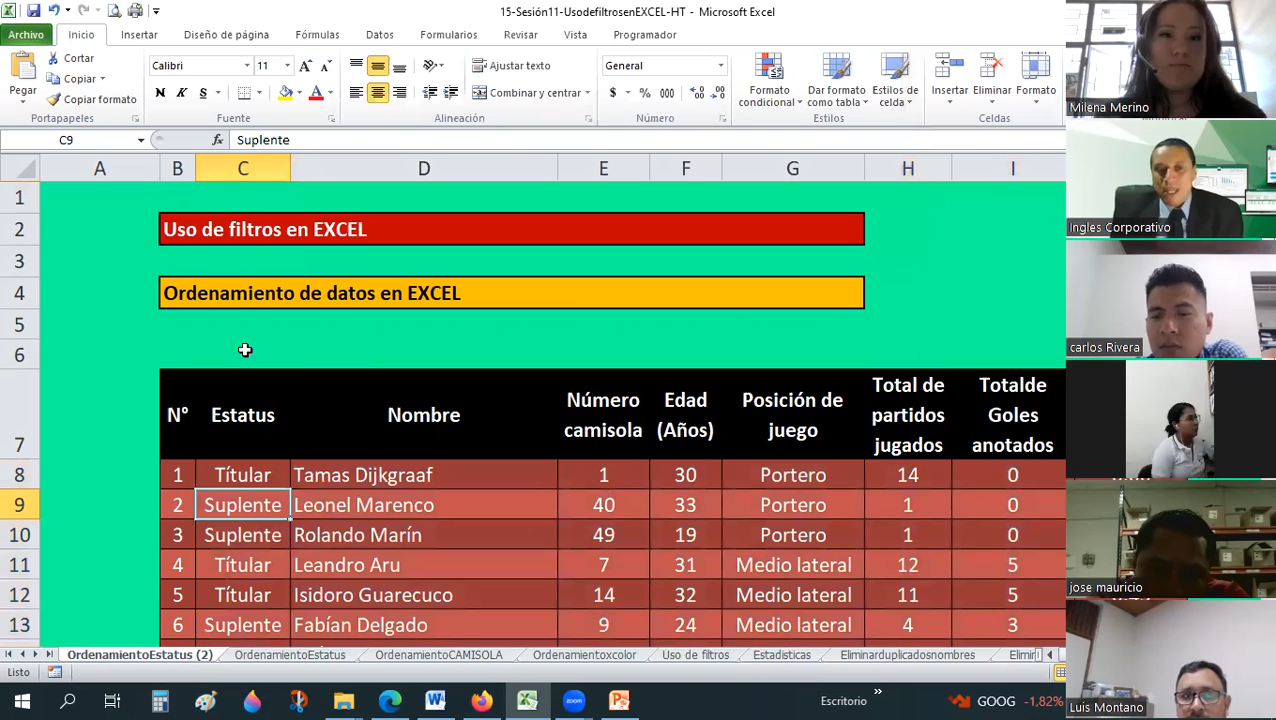 15-Sesión11-UsodefiltrosenEXCEL-HT - Microsoft Excel
Archivo Inicio Insertar Diseño de página Fórmulas Datos Formularios Revisar Vista Programador
Cortar
Copiar
Copiar formato
Pegar
Portapapeles
Calibri 11
N K S
Fuente
Ajustar texto
Combinar y centrar
Alineación
General
$ % 000
Número
Formato condicional
Dar formato como tabla
Estilos de celda
Estilos
Insertar Eliminar Formato
Celdas
C9 fx Suplente
A B C D E F G H I
1
2 Uso de filtros en EXCEL
3
4 Ordenamiento de datos en EXCEL
5
6
7 N° Estatus Nombre Número camisola Edad (Años) Posición de juego Total de partidos jugados Totalde Goles anotados
8 1 Títular Tamas Dijkgraaf 1 30 Portero 14 0
9 2 Suplente Leonel Marenco 40 33 Portero 1 0
10 3 Suplente Rolando Marín 49 19 Portero 1 0
11 4 Títular Leandro Aru 7 31 Medio lateral 12 5
12 5 Títular Isidoro Guarecuco 14 32 Medio lateral 11 5
13 6 Suplente Fabían Delgado 9 24 Medio lateral 4 3
OrdenamientoEstatus (2) OrdenamientoEstatus OrdenamientoCAMISOLA Ordenamientoxcolor Uso de filtros Estadisticas Eliminarduplicadosnombres Elimir
Listo
Escritorio » GOOG -1,82%
Milena Merino
Ingles Corporativo
carlos Rivera
jose mauricio
Luis Montano